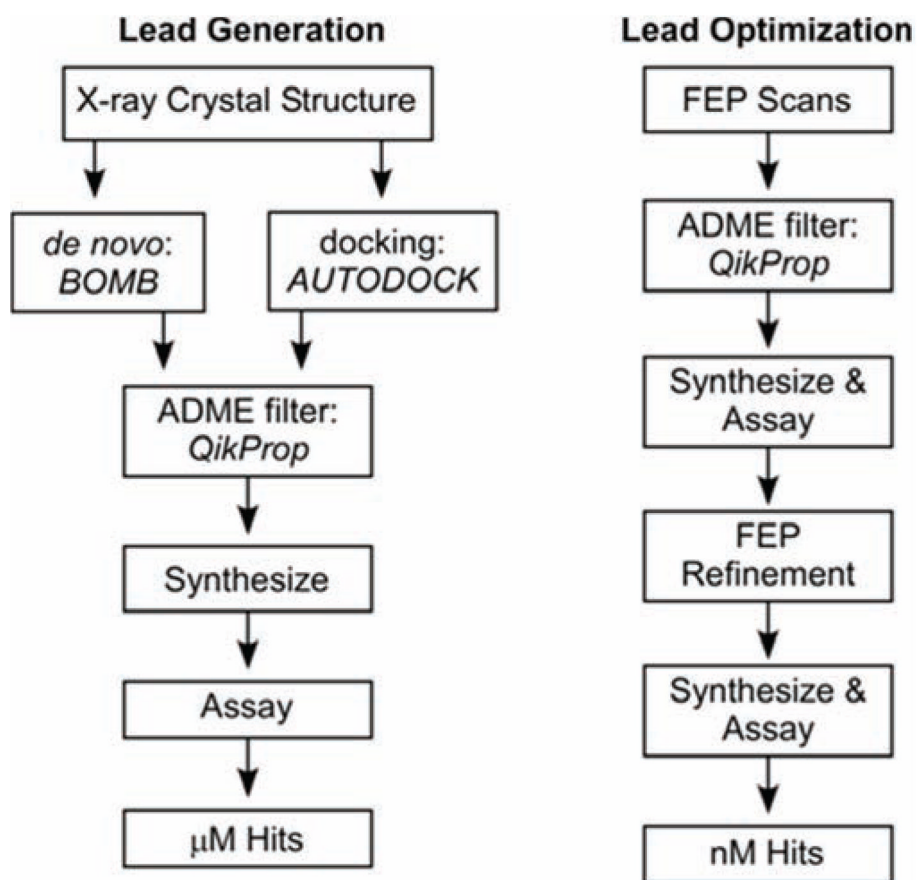 Lead Generation
X-ray Crystal Structure
de novo:
BOMB
docking:
AUTODOCK
ADME filter:
QikProp
Synthesize
Assay
μM Hits
Lead Optimization
FEP Scans
ADME filter:
QikProp
Synthesize &
Assay
FEP
Refinement
Synthesize &
Assay
nM Hits